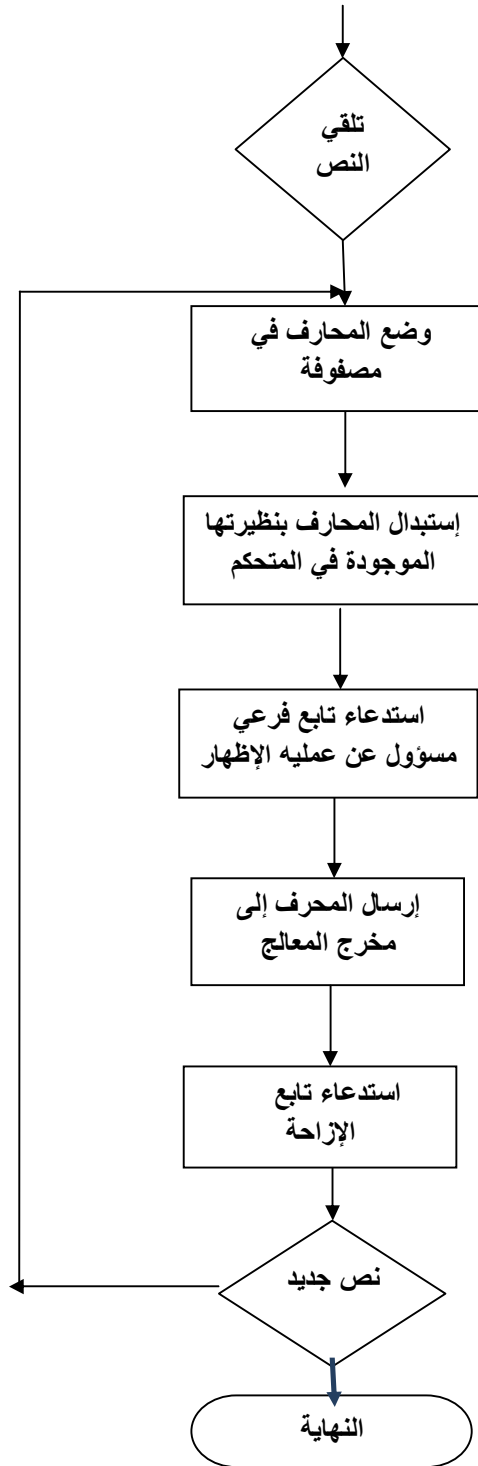 تلقي
النص
وضع المحارف في
مصفوفة
إستبدال المحارف بنظيرتها
الموجودة في المتحكم
استدعاء تابع فرعي
مسؤول عن عمليه الإظهار
إرسال المحرف إلى
مخرج المعالج
استدعاء تابع
الإزاحة
نص جديد
النهاية